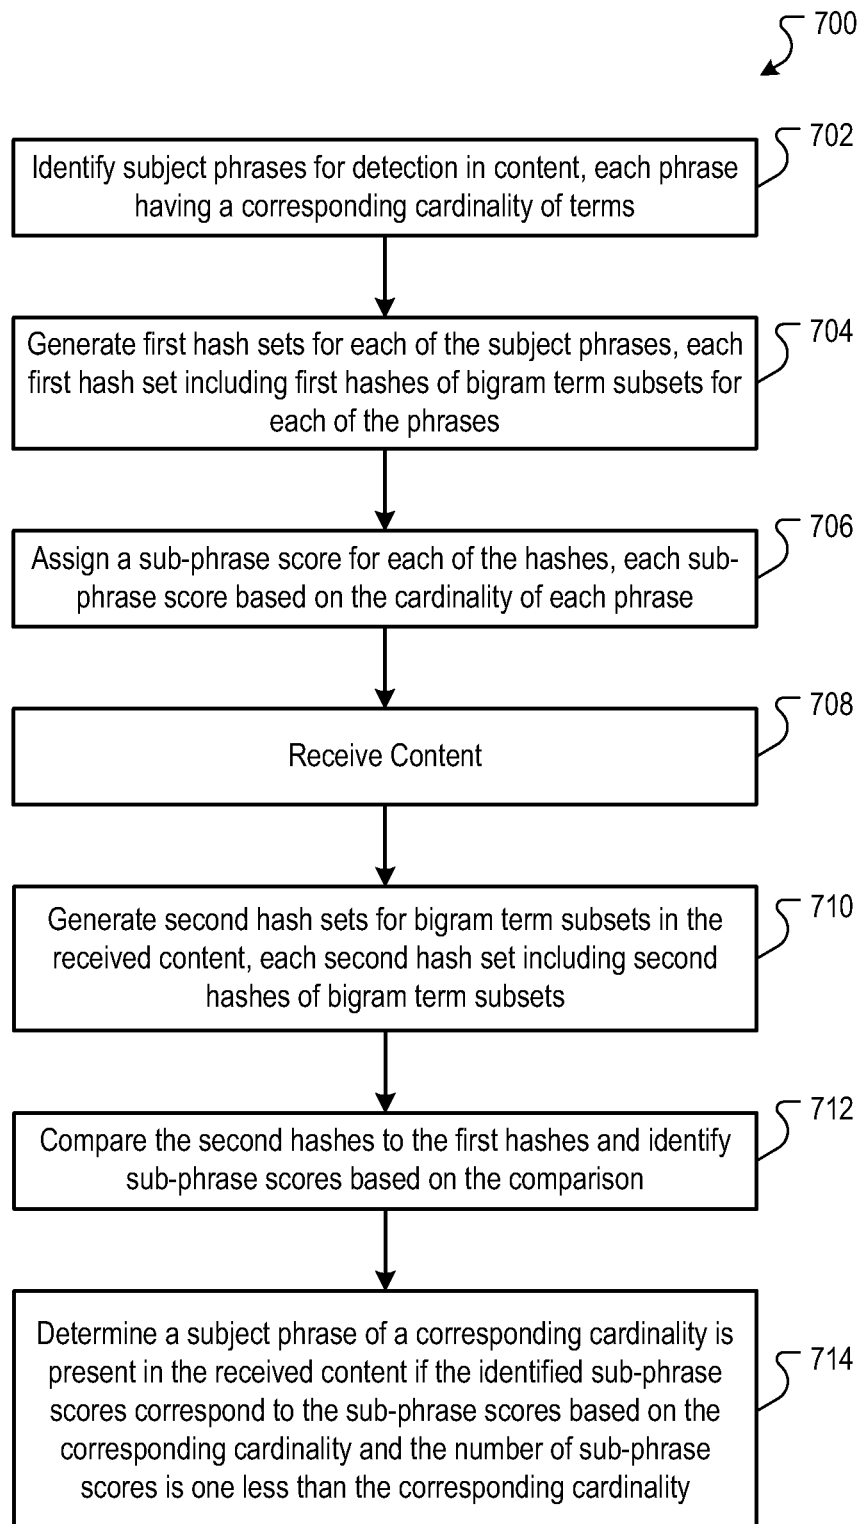 700
702
Identify subject phrases for detection in content, each phrase
having a corresponding cardinality of terms
704
Generate first hash sets for each of the subject phrases, each
first hash set including first hashes of bigram term subsets for
each of the phrases
706
Assign a sub-phrase score for each of the hashes, each sub-
phrase score based on the cardinality of each phrase
708
Receive Content
710
Generate second hash sets for bigram term subsets in the
received content, each second hash set including second
hashes of bigram term subsets
712
Compare the second hashes to the first hashes and identify
sub-phrase scores based on the comparison
714
Determine a subject phrase of a corresponding cardinality is
present in the received content if the identified sub-phrase
scores correspond to the sub-phrase scores based on the
corresponding cardinality and the number of sub-phrase
scores is one less than the corresponding cardinality